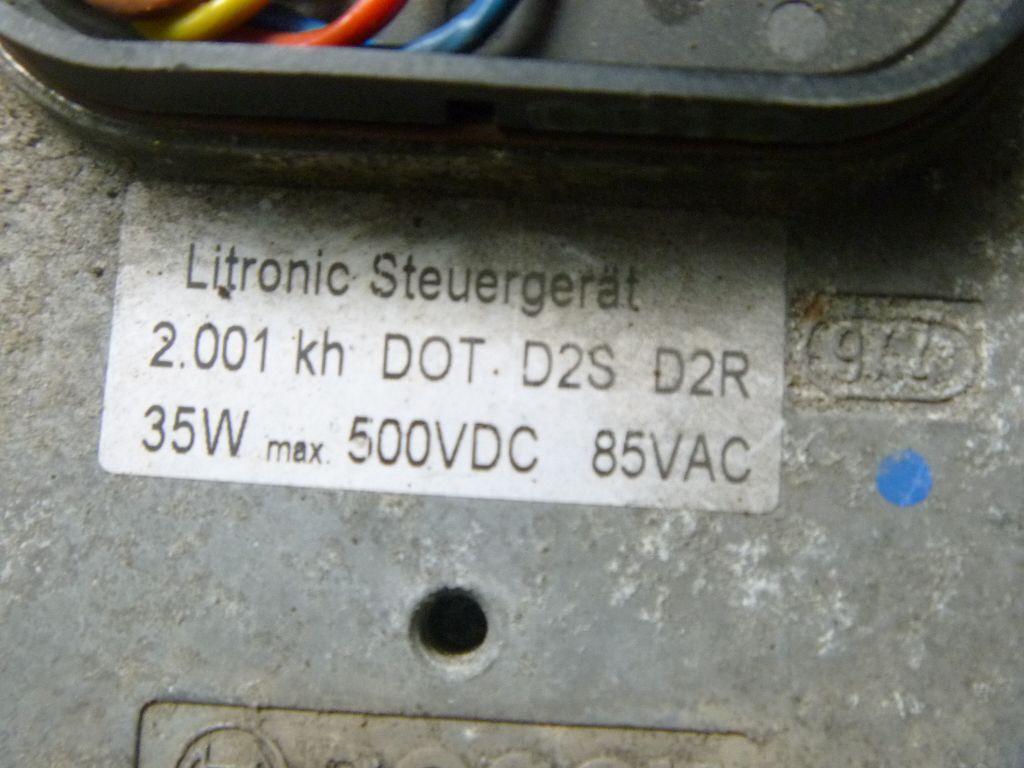 Litronic Steuergerät
2.001 kh DOT D2S D2R
35W max. 500VDC 85VAC